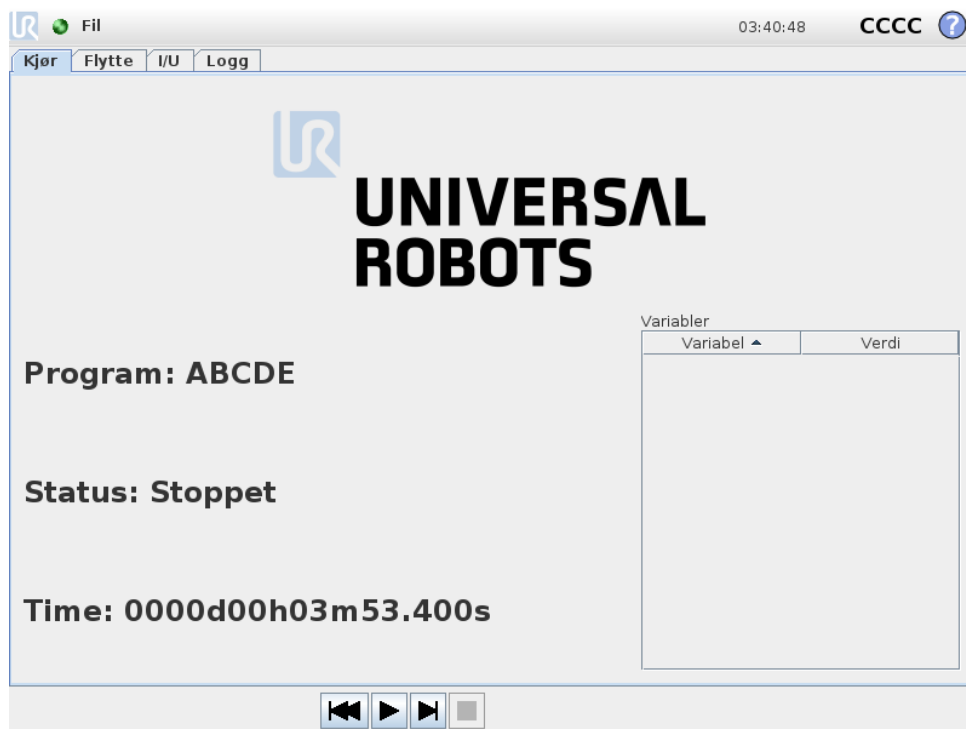 Fil
03:40:48
CCCC
?
Kjør
Flytte
I/U
Logg
UR
UNIVERSAL
ROBOTS
Variabler
Variabel
Verdi
Program: ABCDE
Status: Stoppet
Time: 0000d00h03m53.400s